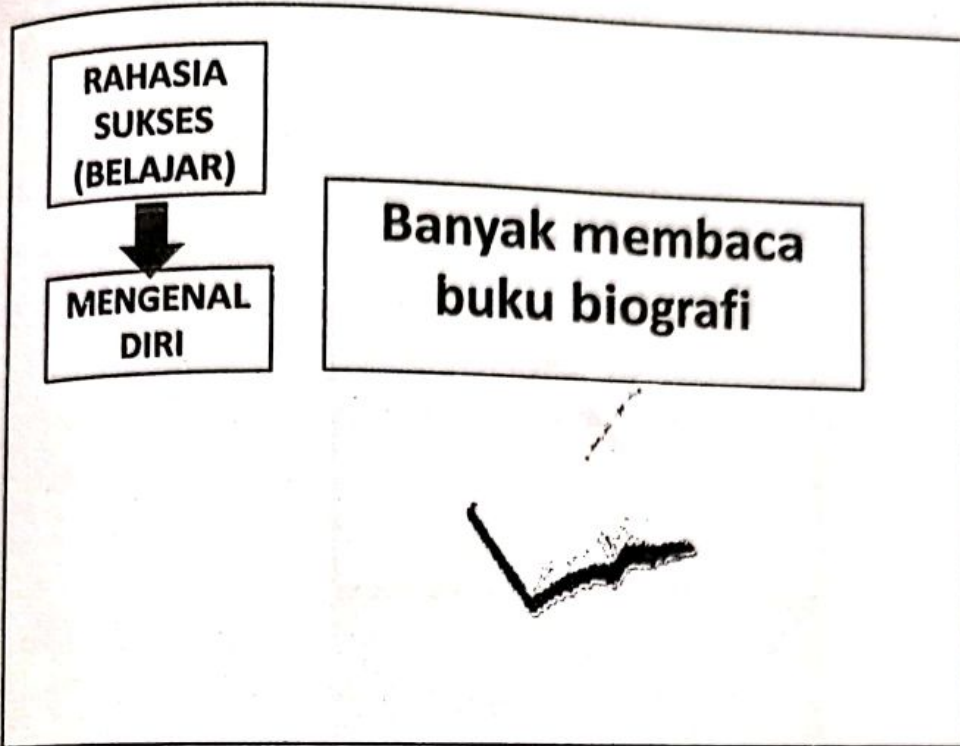 RAHASIA
SUKSES
(BELAJAR)
MENGENAL
DIRI
Banyak membaca
buku biografi